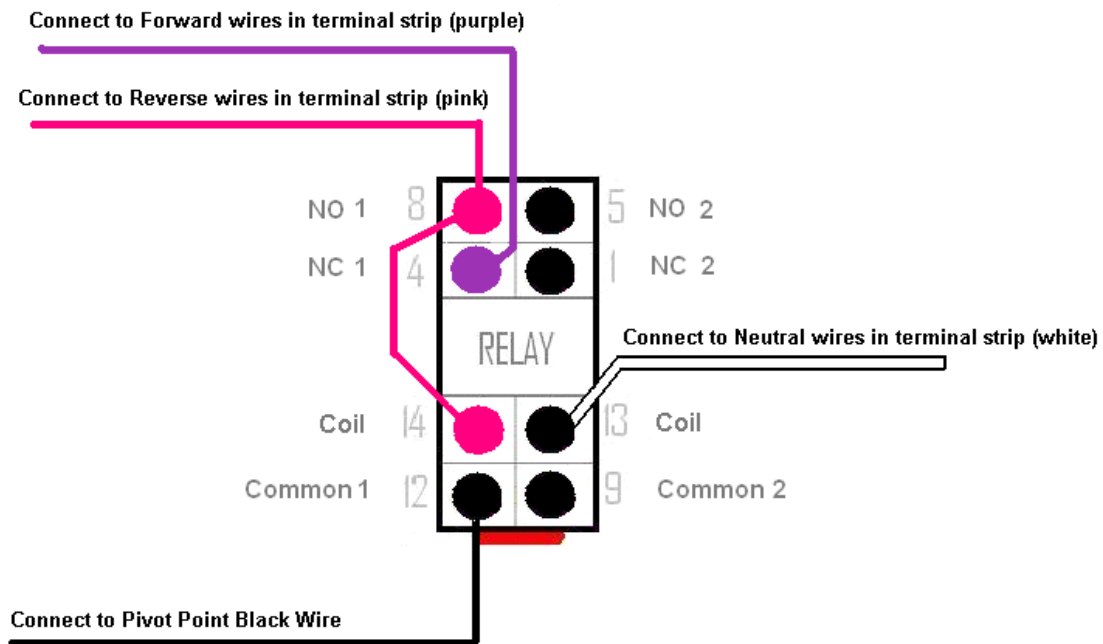 Connect to Forward wires in terminal strip (purple)
Connect to Reverse wires in terminal strip (pink)
NO 1 8 5 NO 2
NC 1 4 1 NC 2
RELAY
Connect to Neutral wires in terminal strip (white)
Coil 14 13 Coil
Common 1 12 9 Common 2
Connect to Pivot Point Black Wire